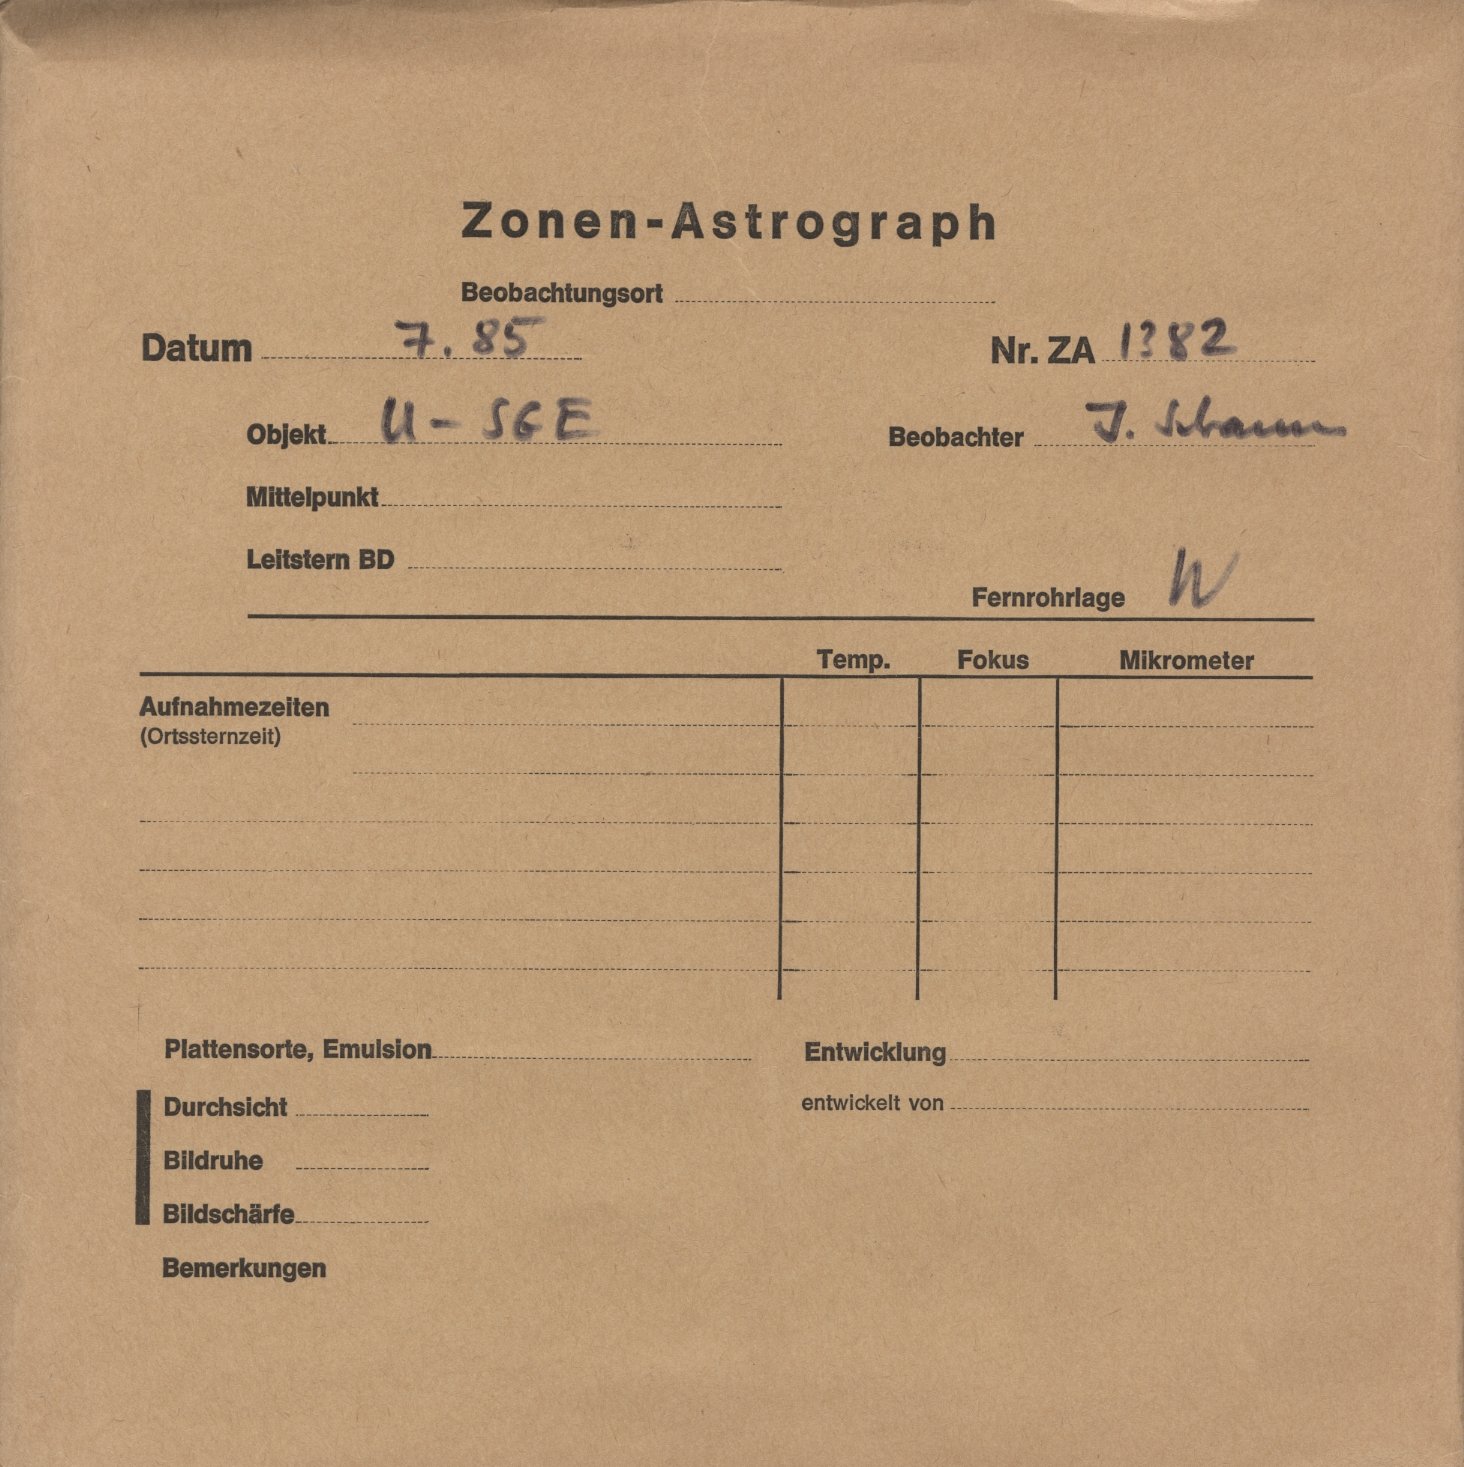 Zonen-Astrograph
Beobachtungsort
Datum 7.85 Nr. ZA 1382
Objekt U - SGE Beobachter J.
Mittelpunkt
Leitstern BD
Fernrohrlage W
Temp. Fokus Mikrometer
Aufnahmezeiten
(Ortssternzeit)
Plattensorte, Emulsion Entwicklung
Durchsicht entwickelt von
Bildruhe
Bildschärfe
Bemerkungen